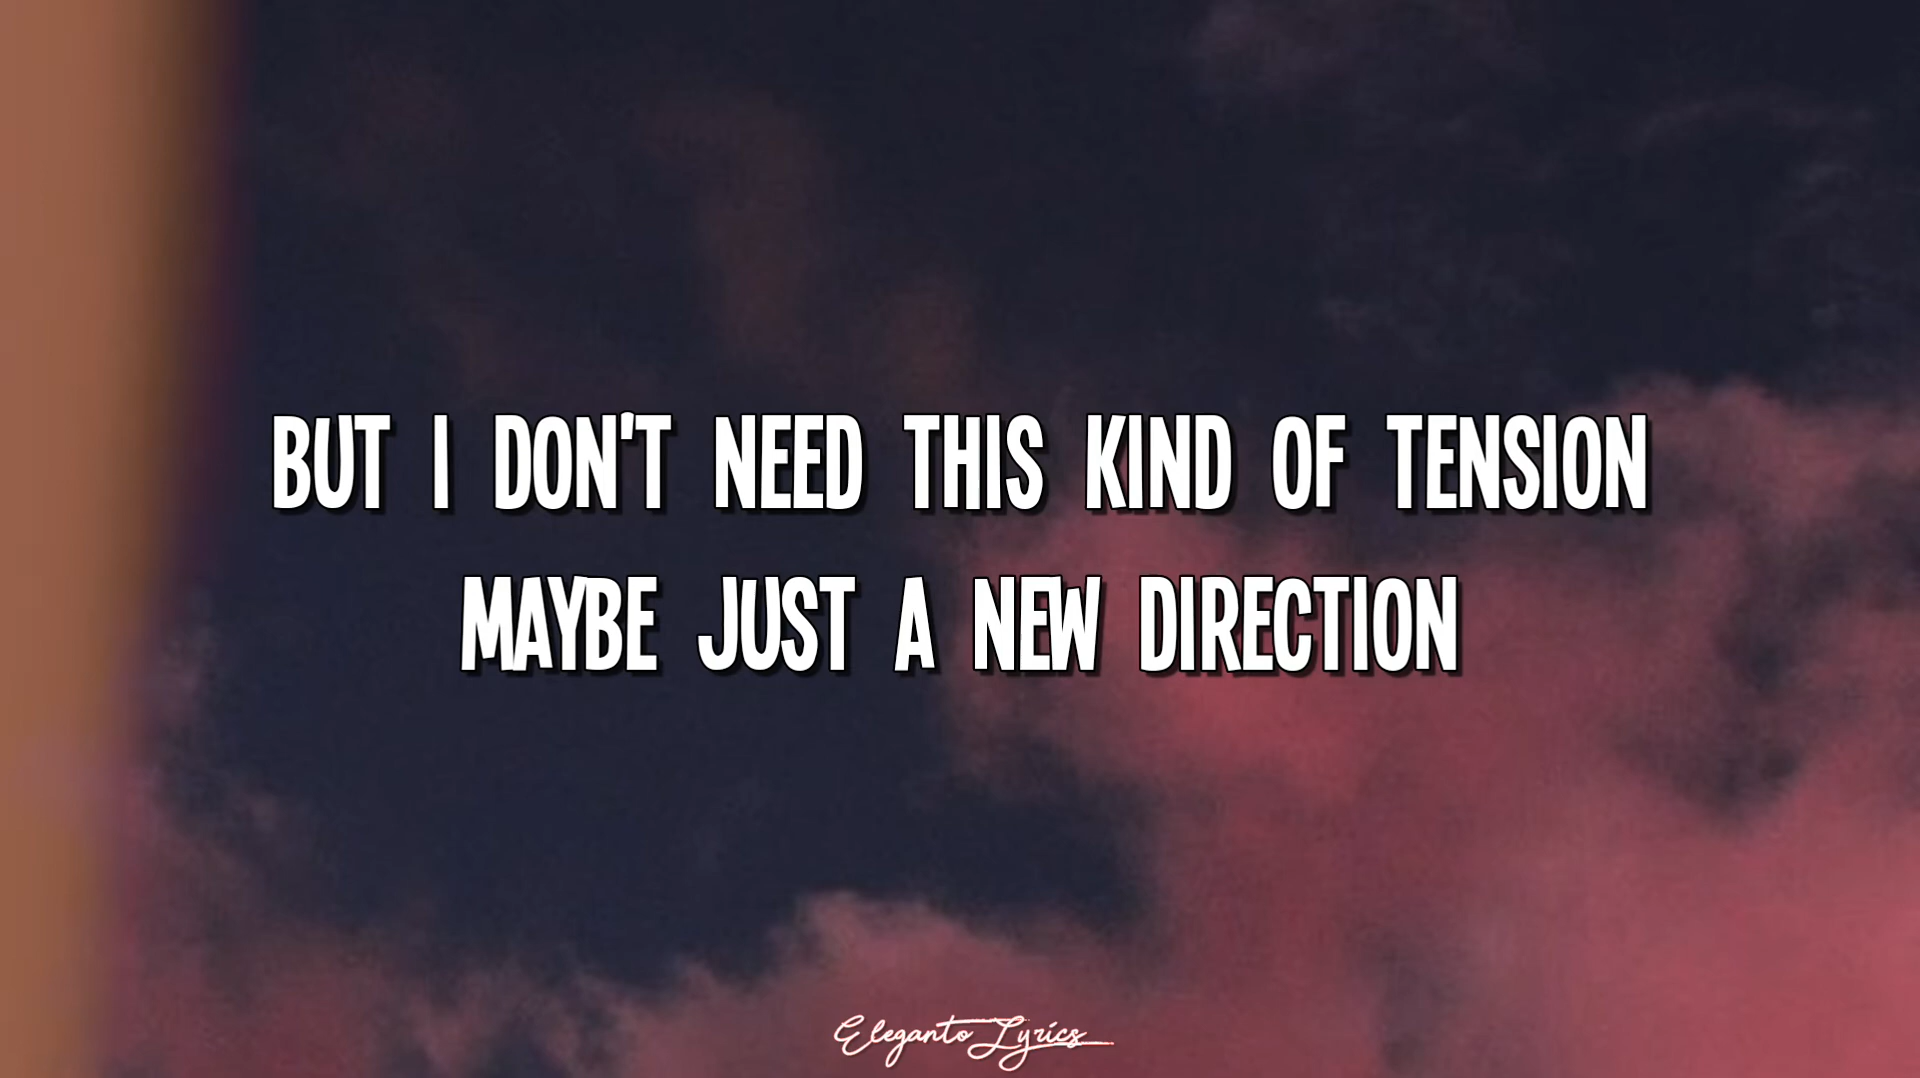 BUT I DON'T NEED THIS KIND OF TENSION
MAYBE JUST A NEW DIRECTION
Eleganto Lyrics